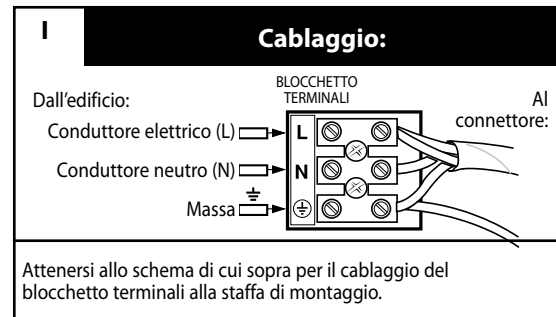 I
Cablaggio:
Dall'edificio:
BLOCCHETTO
TERMINALI
Al
connettore:
Conduttore elettrico (L)
L
Conduttore neutro (N)
N
Massa
Attenersi allo schema di cui sopra per il cablaggio del
blocchetto terminali alla staffa di montaggio.